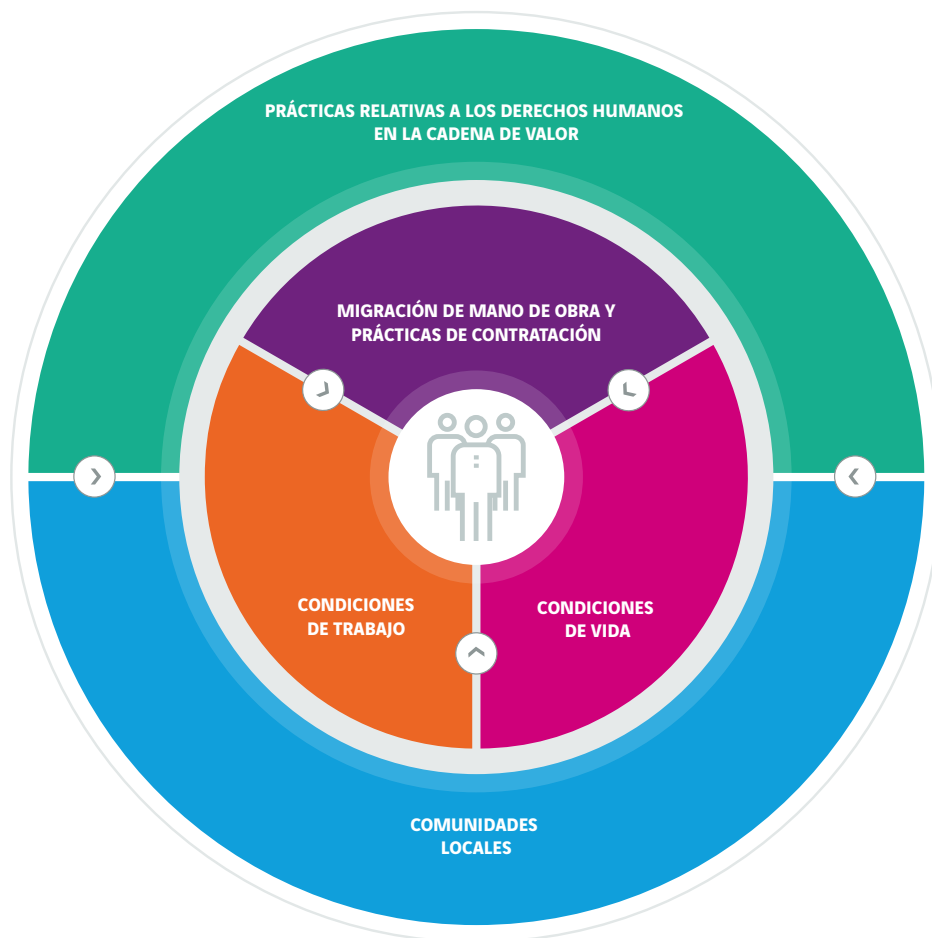 PRÁCTICAS RELATIVAS A LOS DERECHOS HUMANOS
EN LA CADENA DE VALOR
MIGRACIÓN DE MANO DE OBRA Y
PRÁCTICAS DE CONTRATACIÓN
CONDICIONES
DE TRABAJO
CONDICIONES
DE VIDA
COMUNIDADES
LOCALES